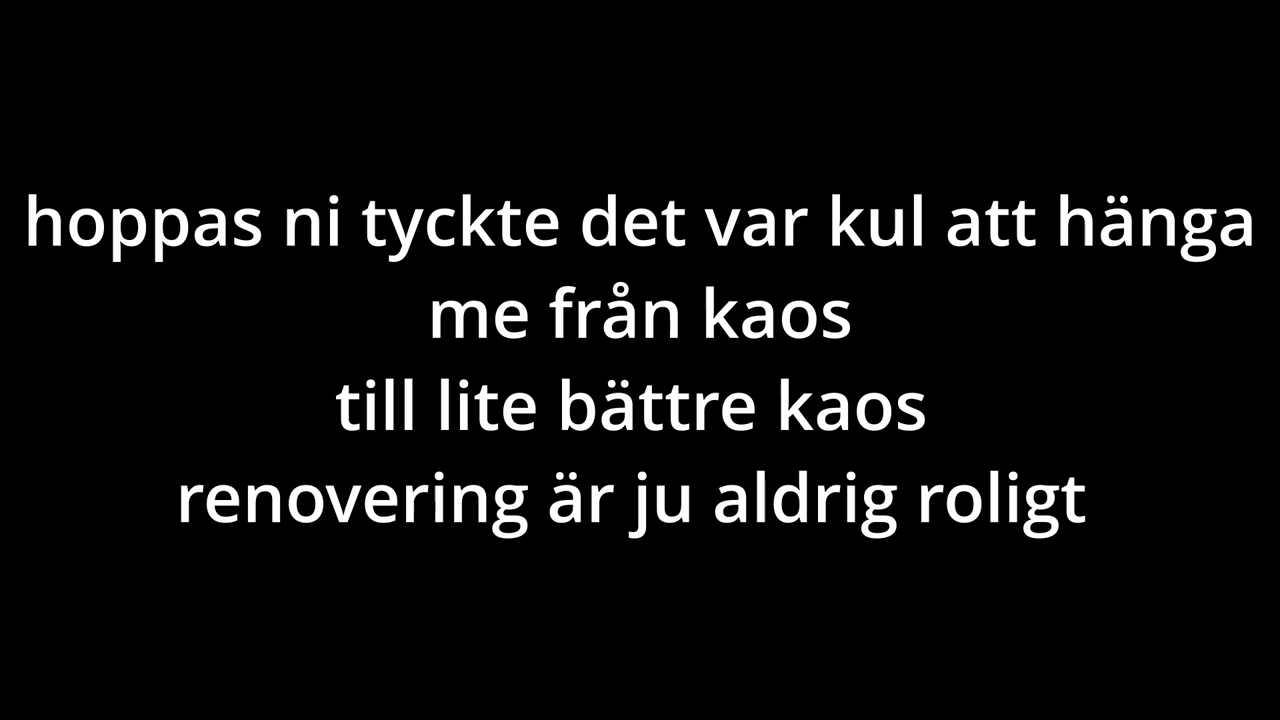 hoppas ni tyckte det var kul att hänga
me från kaos
till lite bättre kaos
renovering är ju aldrig roligt